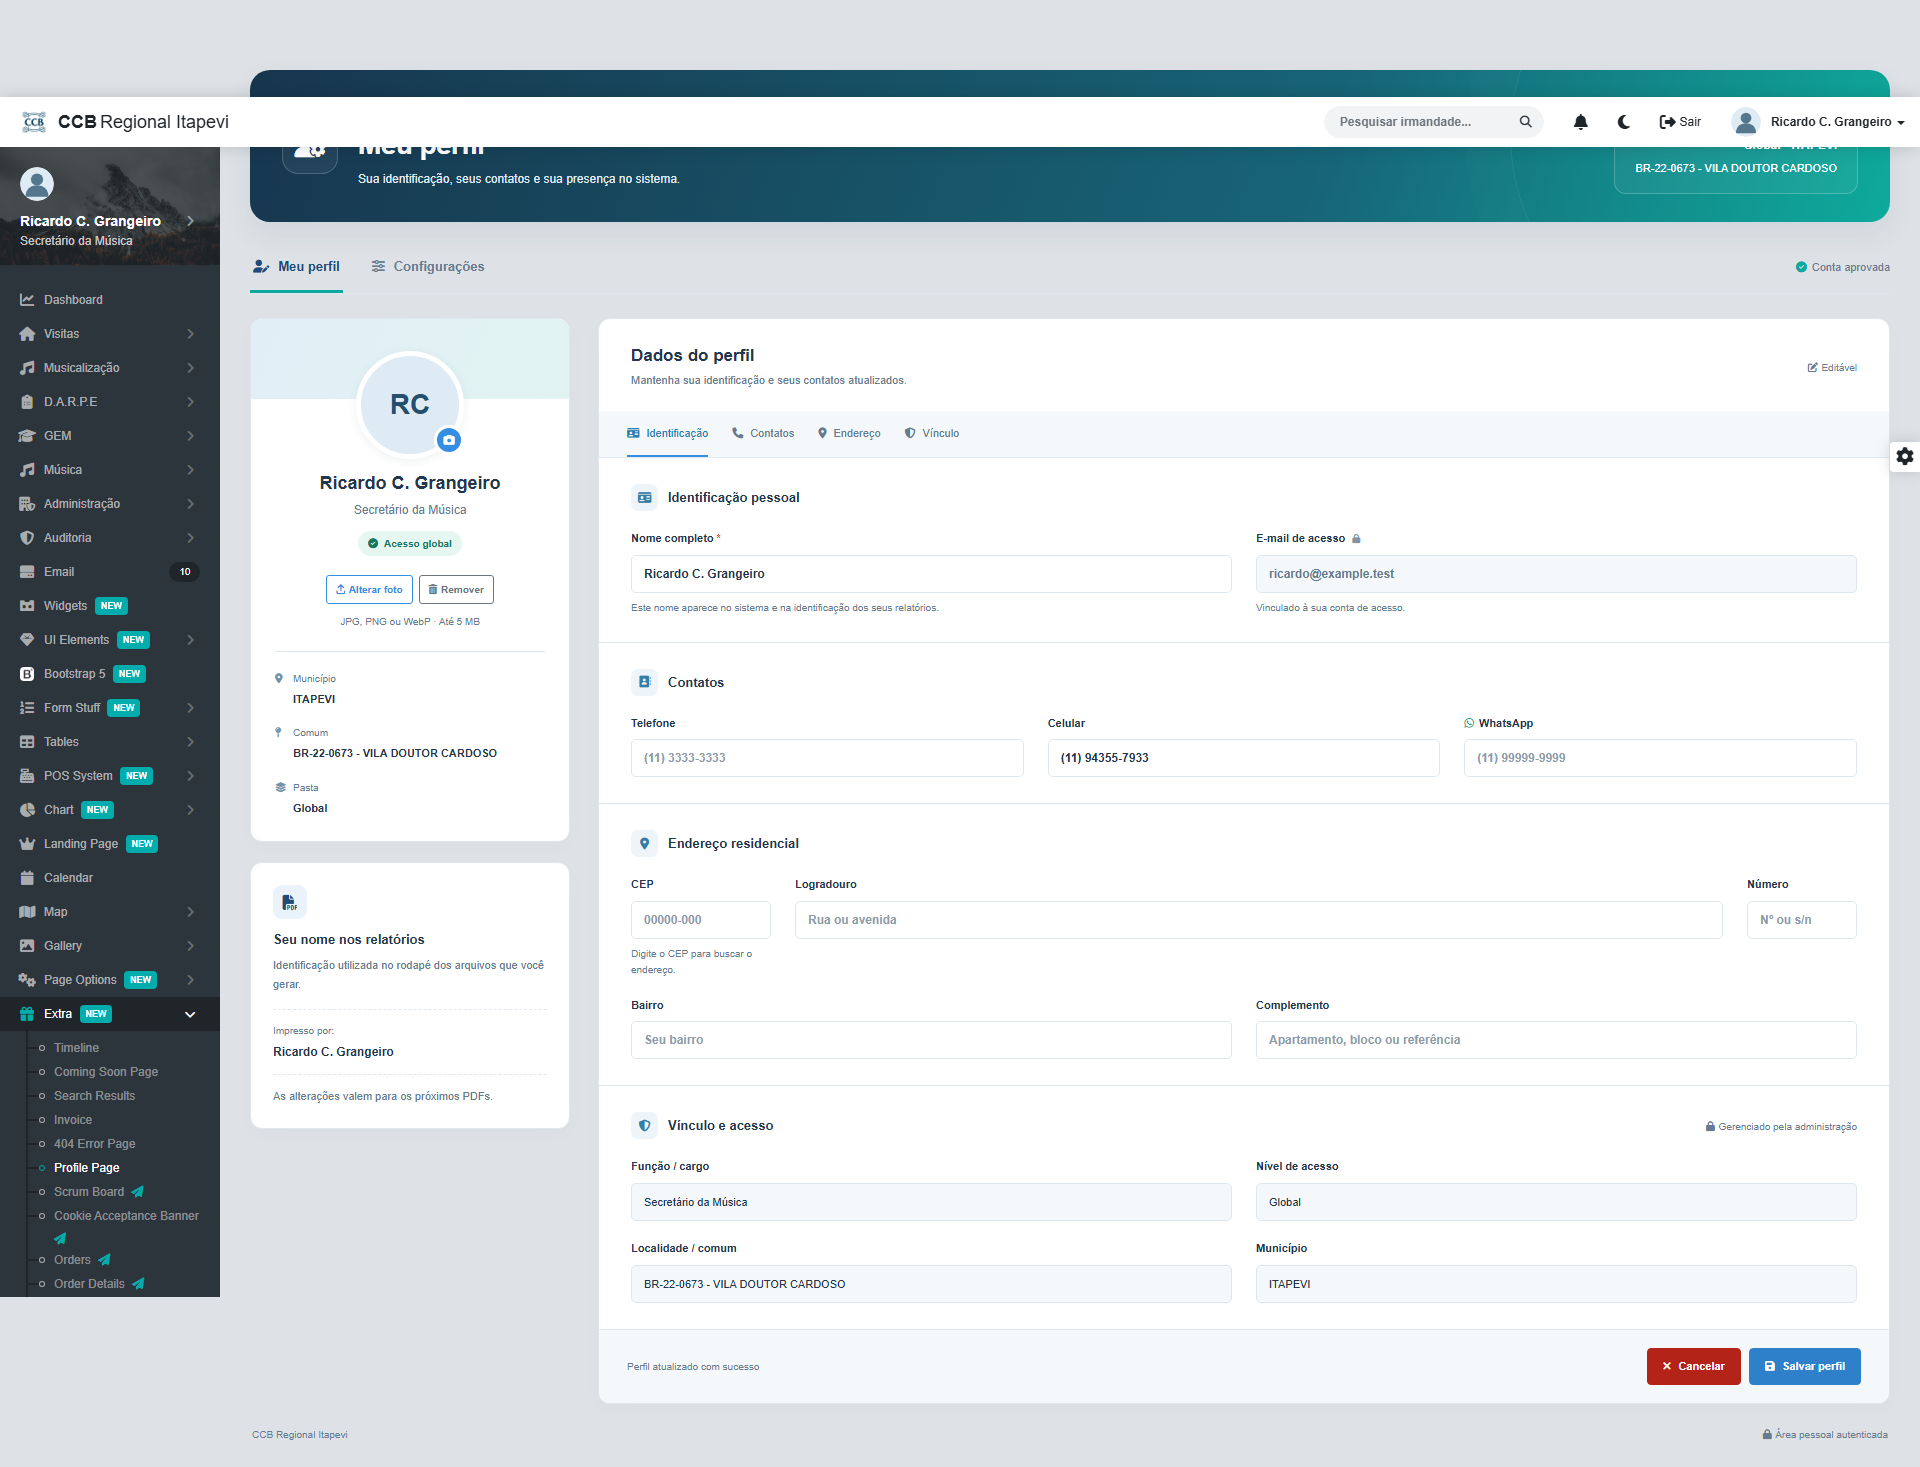 CCB Regional Itapevi
Pesquisar irmandade...
Sair
Ricardo C. Grangeiro
Meu perfil
Sua identificação, seus contatos e sua presença no sistema.
BR-22-0673 - VILA DOUTOR CARDOSO
Ricardo C. Grangeiro
Secretário da Música
Dashboard
Visitas
Musicalização
D.A.R.P.E
GEM
Música
Administração
Auditoria
Email 10
Widgets NEW
UI Elements NEW
Bootstrap 5 NEW
Form Stuff NEW
Tables
POS System NEW
Chart NEW
Landing Page NEW
Calendar
Map
Gallery
Page Options NEW
Extra NEW
Timeline
Coming Soon Page
Search Results
Invoice
404 Error Page
Profile Page
Scrum Board
Cookie Acceptance Banner
Orders
Order Details
Meu perfil
Configurações
Conta aprovada
RC
Ricardo C. Grangeiro
Secretário da Música
Acesso global
Alterar foto
Remover
JPG, PNG ou WebP · Até 5 MB
Município
ITAPEVI
Comum
BR-22-0673 - VILA DOUTOR CARDOSO
Pasta
Global
PDF
Seu nome nos relatórios
Identificação utilizada no rodapé dos arquivos que você
gerar.
Impresso por:
Ricardo C. Grangeiro
As alterações valem para os próximos PDFs.
Dados do perfil
Mantenha sua identificação e seus contatos atualizados.
Editável
Identificação
Contatos
Endereço
Vínculo
Identificação pessoal
Nome completo *
E-mail de acesso
Ricardo C. Grangeiro
ricardo@example.test
Este nome aparece no sistema e na identificação dos seus relatórios.
Vinculado à sua conta de acesso.
Contatos
Telefone
Celular
WhatsApp
(11) 3333-3333
(11) 94355-7933
(11) 99999-9999
Endereço residencial
CEP
Logradouro
Número
00000-000
Rua ou avenida
Nº ou s/n
Digite o CEP para buscar o
endereço.
Bairro
Complemento
Seu bairro
Apartamento, bloco ou referência
Vínculo e acesso
Gerenciado pela administração
Função / cargo
Nível de acesso
Secretário da Música
Global
Localidade / comum
Município
BR-22-0673 - VILA DOUTOR CARDOSO
ITAPEVI
Perfil atualizado com sucesso
Cancelar
Salvar perfil
CCB Regional Itapevi
Área pessoal autenticada